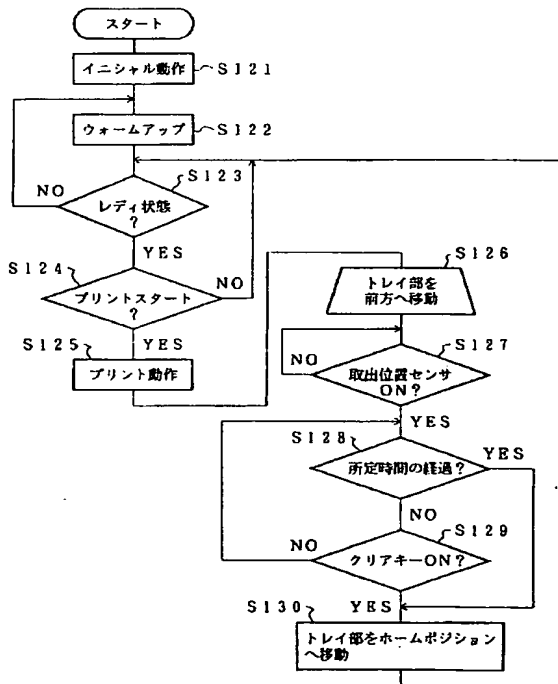 スタート
イニシャル動作
S121
ウォームアップ
S122
S123
NO
レディ状態
?
YES
S124
プリントスタート
?
NO
YES
S125
プリント動作
S126
トレイ部を
前方へ移動
S127
NO
取出位置センサ
ON?
YES
S128
所定時間の経過?
YES
NO
S129
NO
クリアキーON?
YES
S130
トレイ部をホームポジション
へ移動